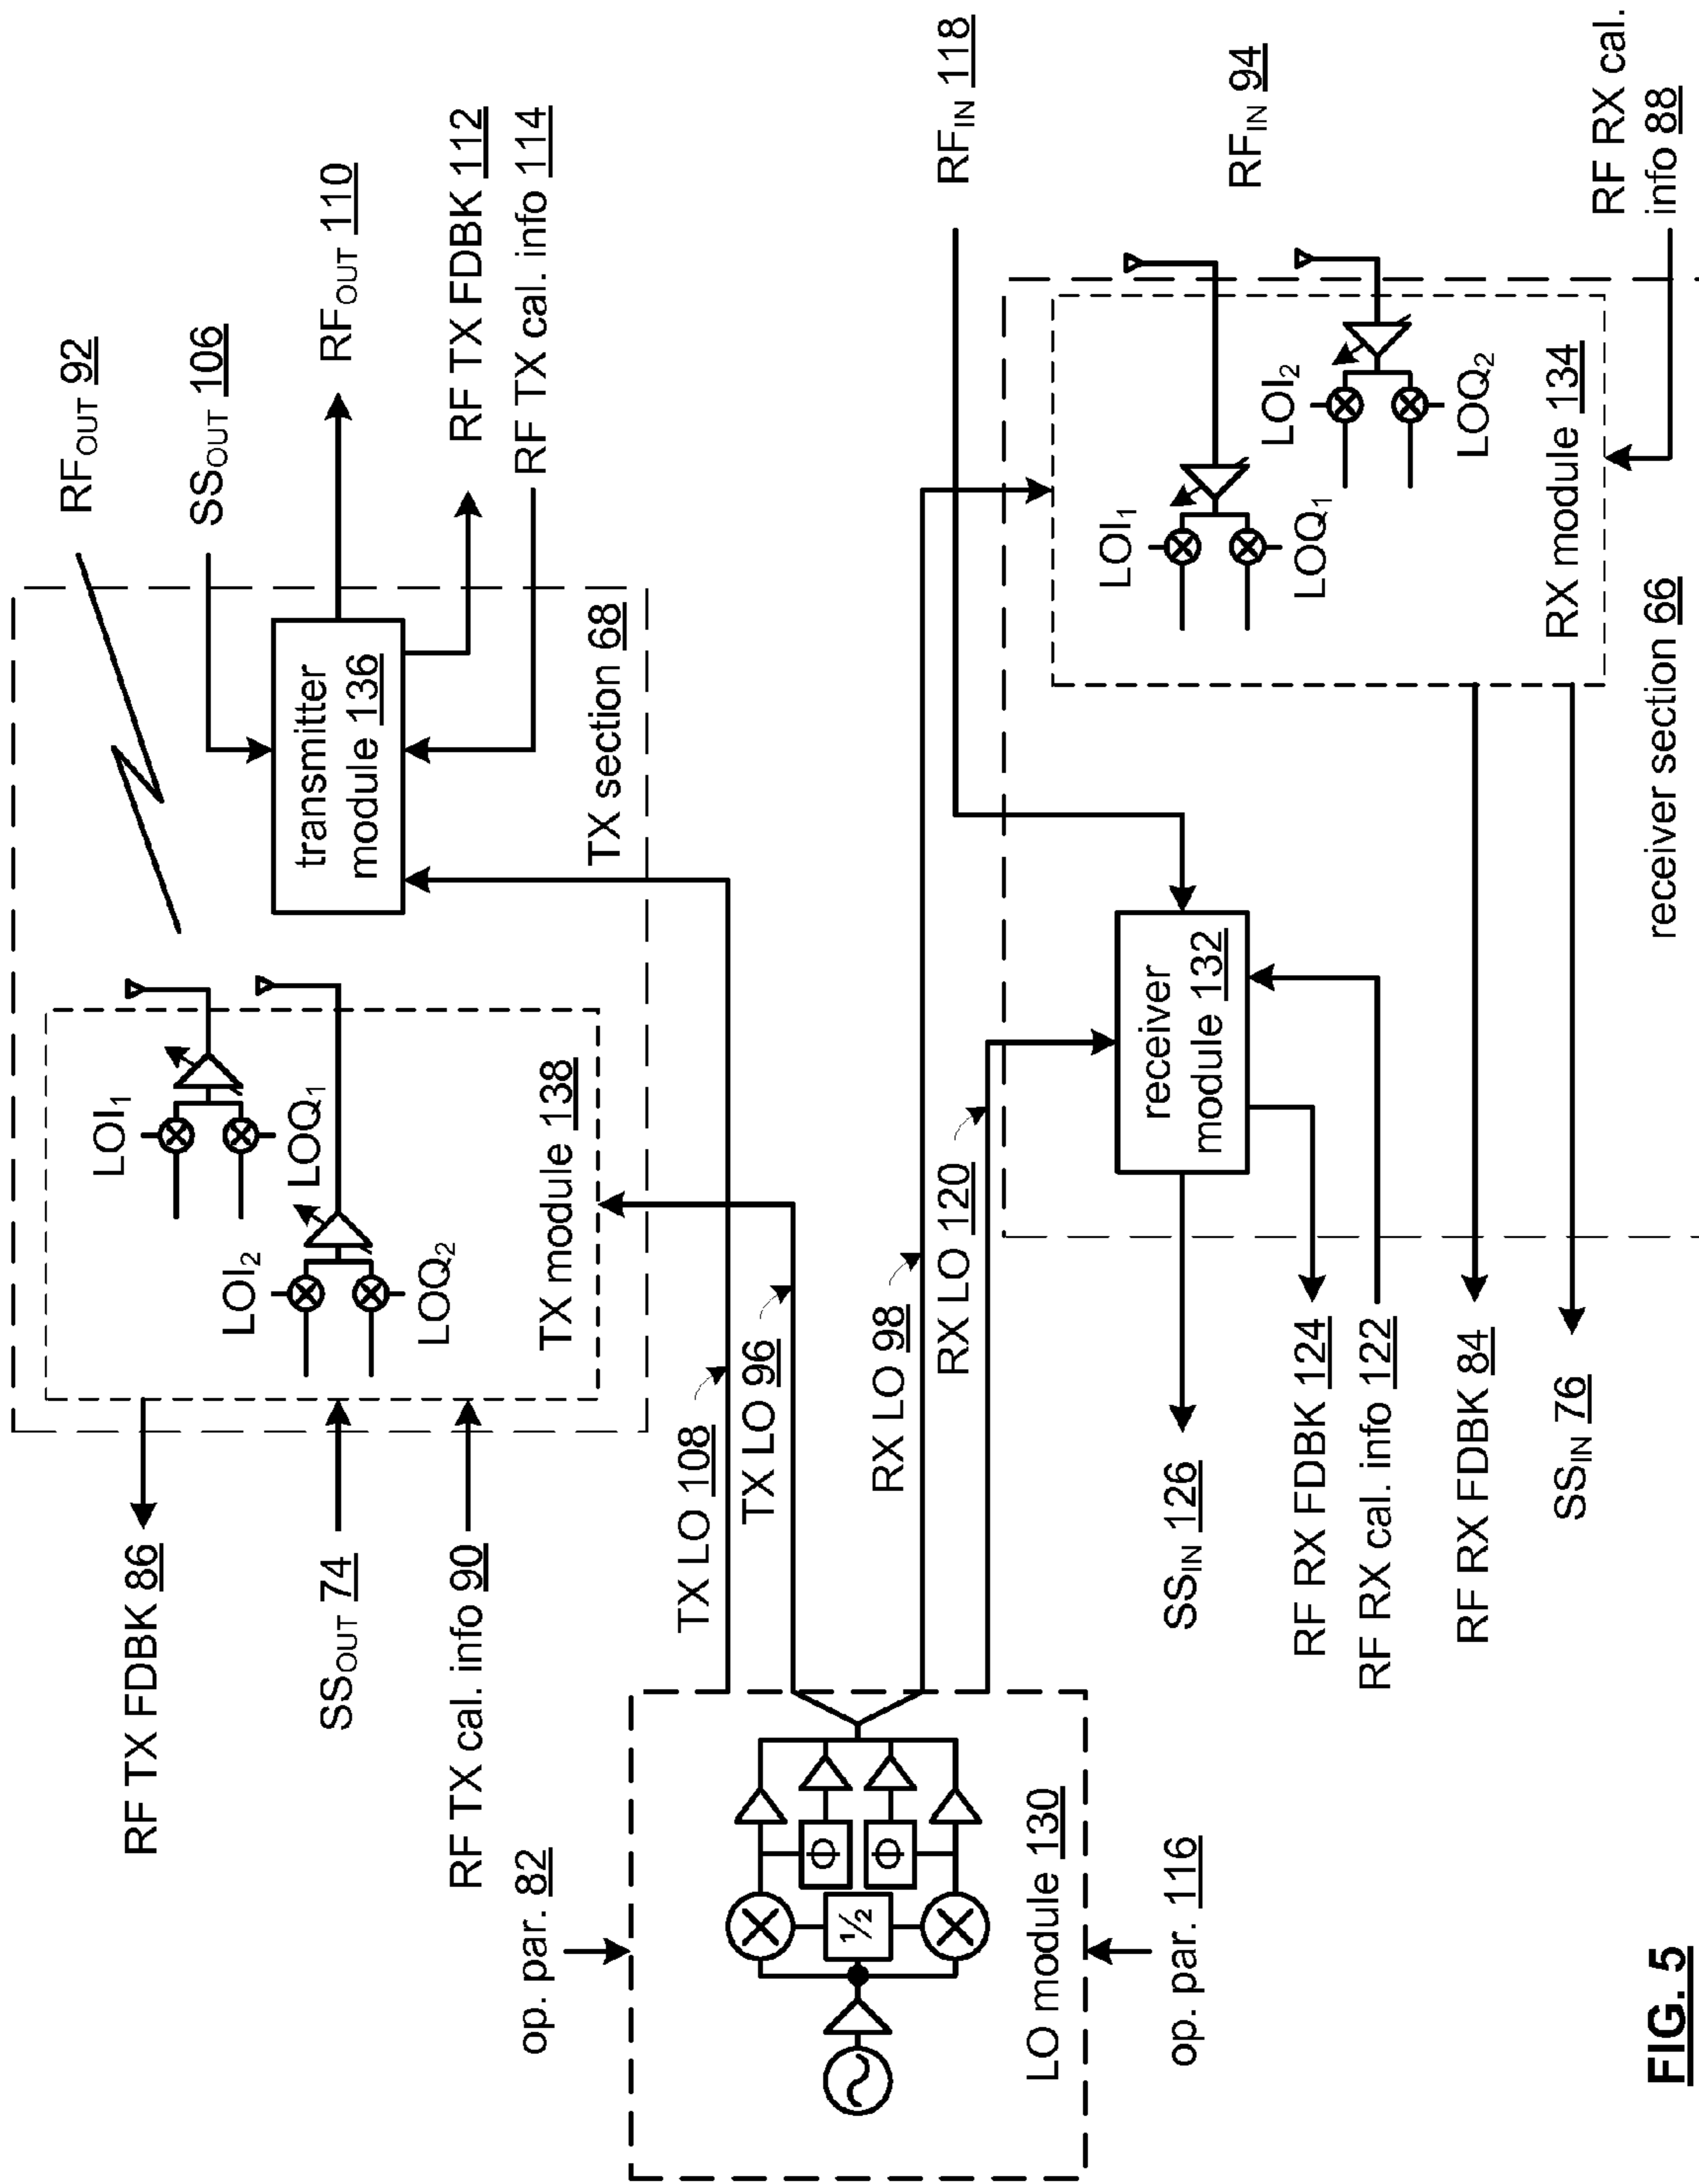 RF TX FDBK 86
SSOUT 74
RF TX cal. info 90
LOI1
LOQ1
LOI2
LOQ2
TX module 138
RFOUT 92
SSOUT 106
transmitter
module 136
RFOUT 110
RF TX FDBK 112
RF TX cal. info 114
TX section 68
op. par. 82
½
Φ
Φ
LO module 130
op. par. 116
TX LO 108
TX LO 96
RX LO 98
RX LO 120
RFIN 118
RFIN 94
receiver
module 132
SSIN 126
RF RX FDBK 124
RF RX cal. info 122
RF RX FDBK 84
SSIN 76
LOI1
LOQ1
LOI2
LOQ2
RX module 134
RF RX cal.
info 88
receiver section 66
FIG. 5